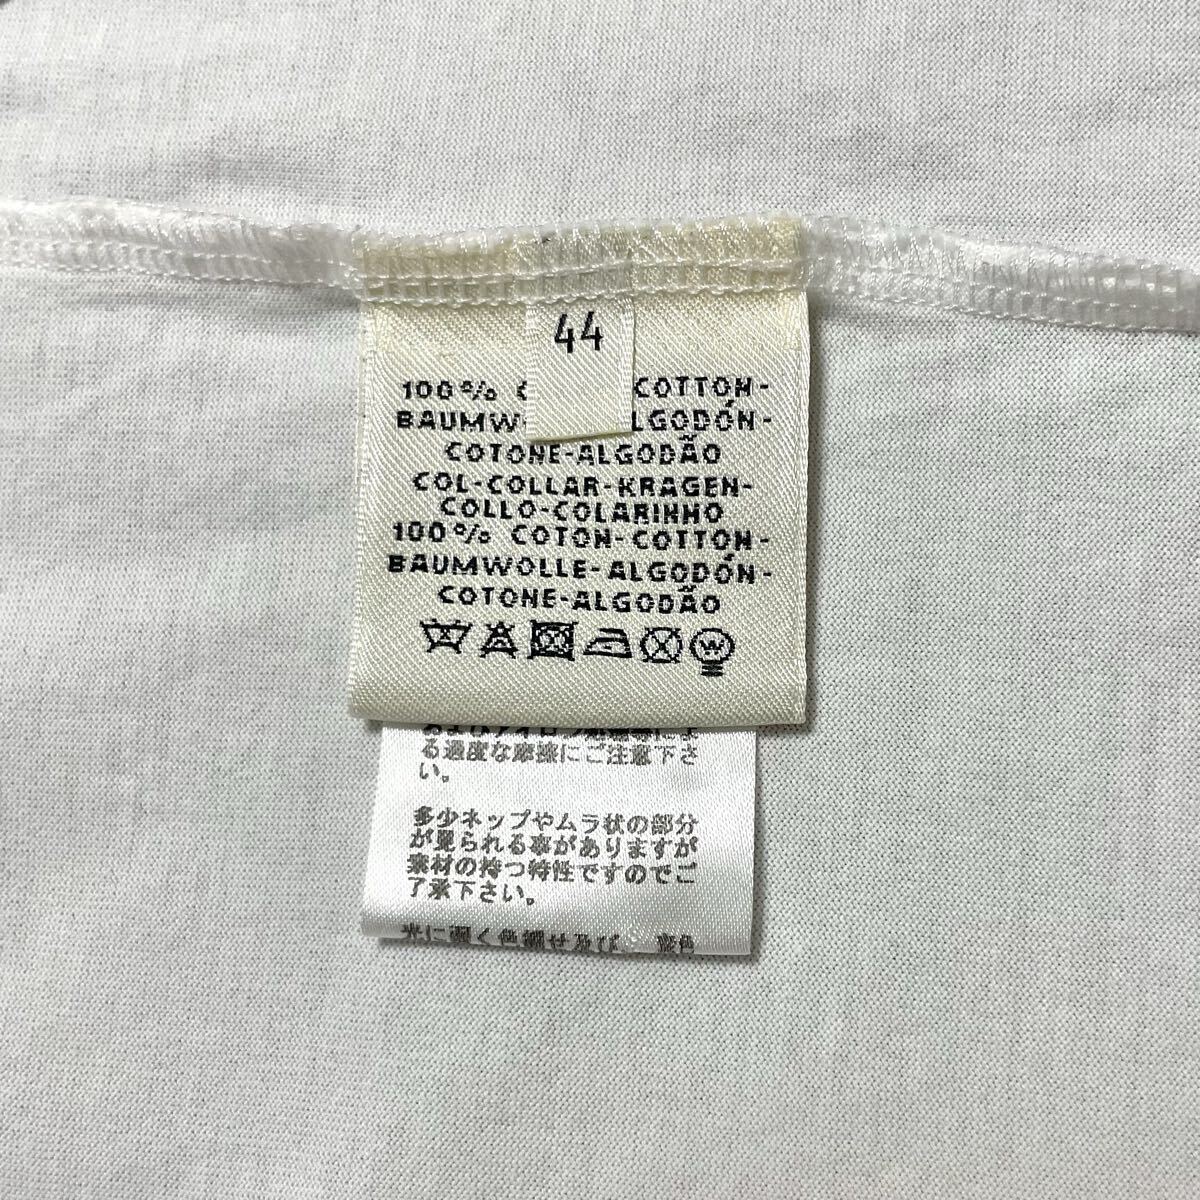 44
100% COTTON-
BAUMW LGODÓN-
COTONE-ALGODÃO
COL-COLLAR-KRAGEN-
COLLO-COLARINHO
100% COTON-COTTON-
BAUMWOLLE-ALGODÓN-
COTONE-ALGODÃO
W
る過度な摩擦にご注意下さ
い。
多少ネップやムラ状の部分
が見られる事がありますが
素材の持つ特性ですのでご
了承下さい。